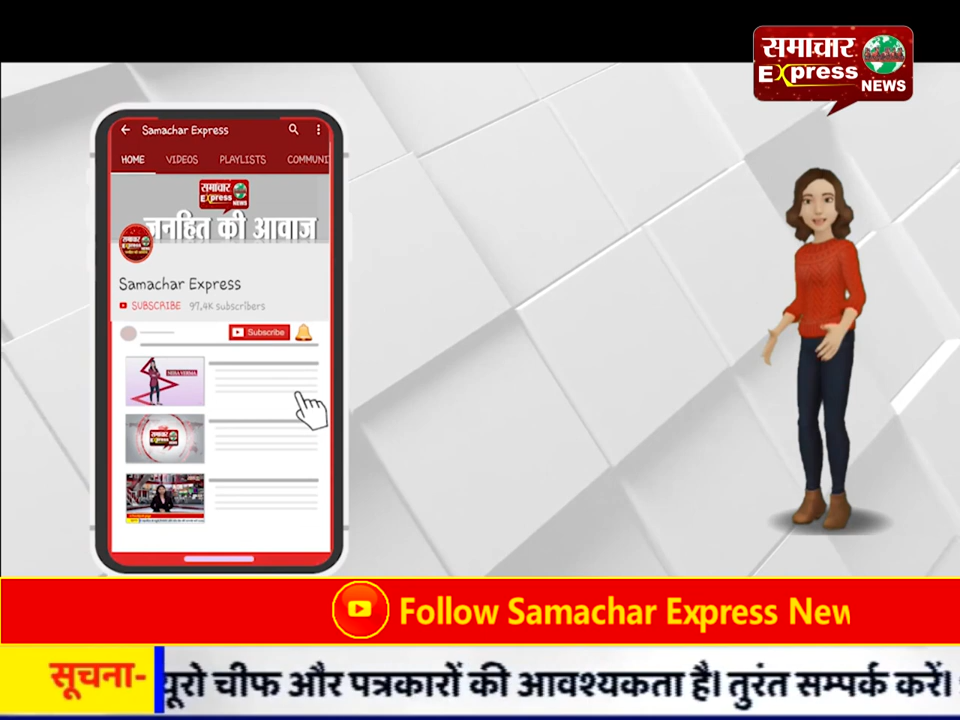 समाचार
Express
NEWS
Samachar Express
HOME VIDEOS PLAYLISTS COMMUNI
समाचार
Express
NEWS
जनहित की आवाज
Samachar Express
SUBSCRIBE 97.4K subscribers
Subscribe
Follow Samachar Express New
सूचना- यूरो चीफ और पत्रकारों की आवश्यकता है। तुरंत सम्पर्क करें।